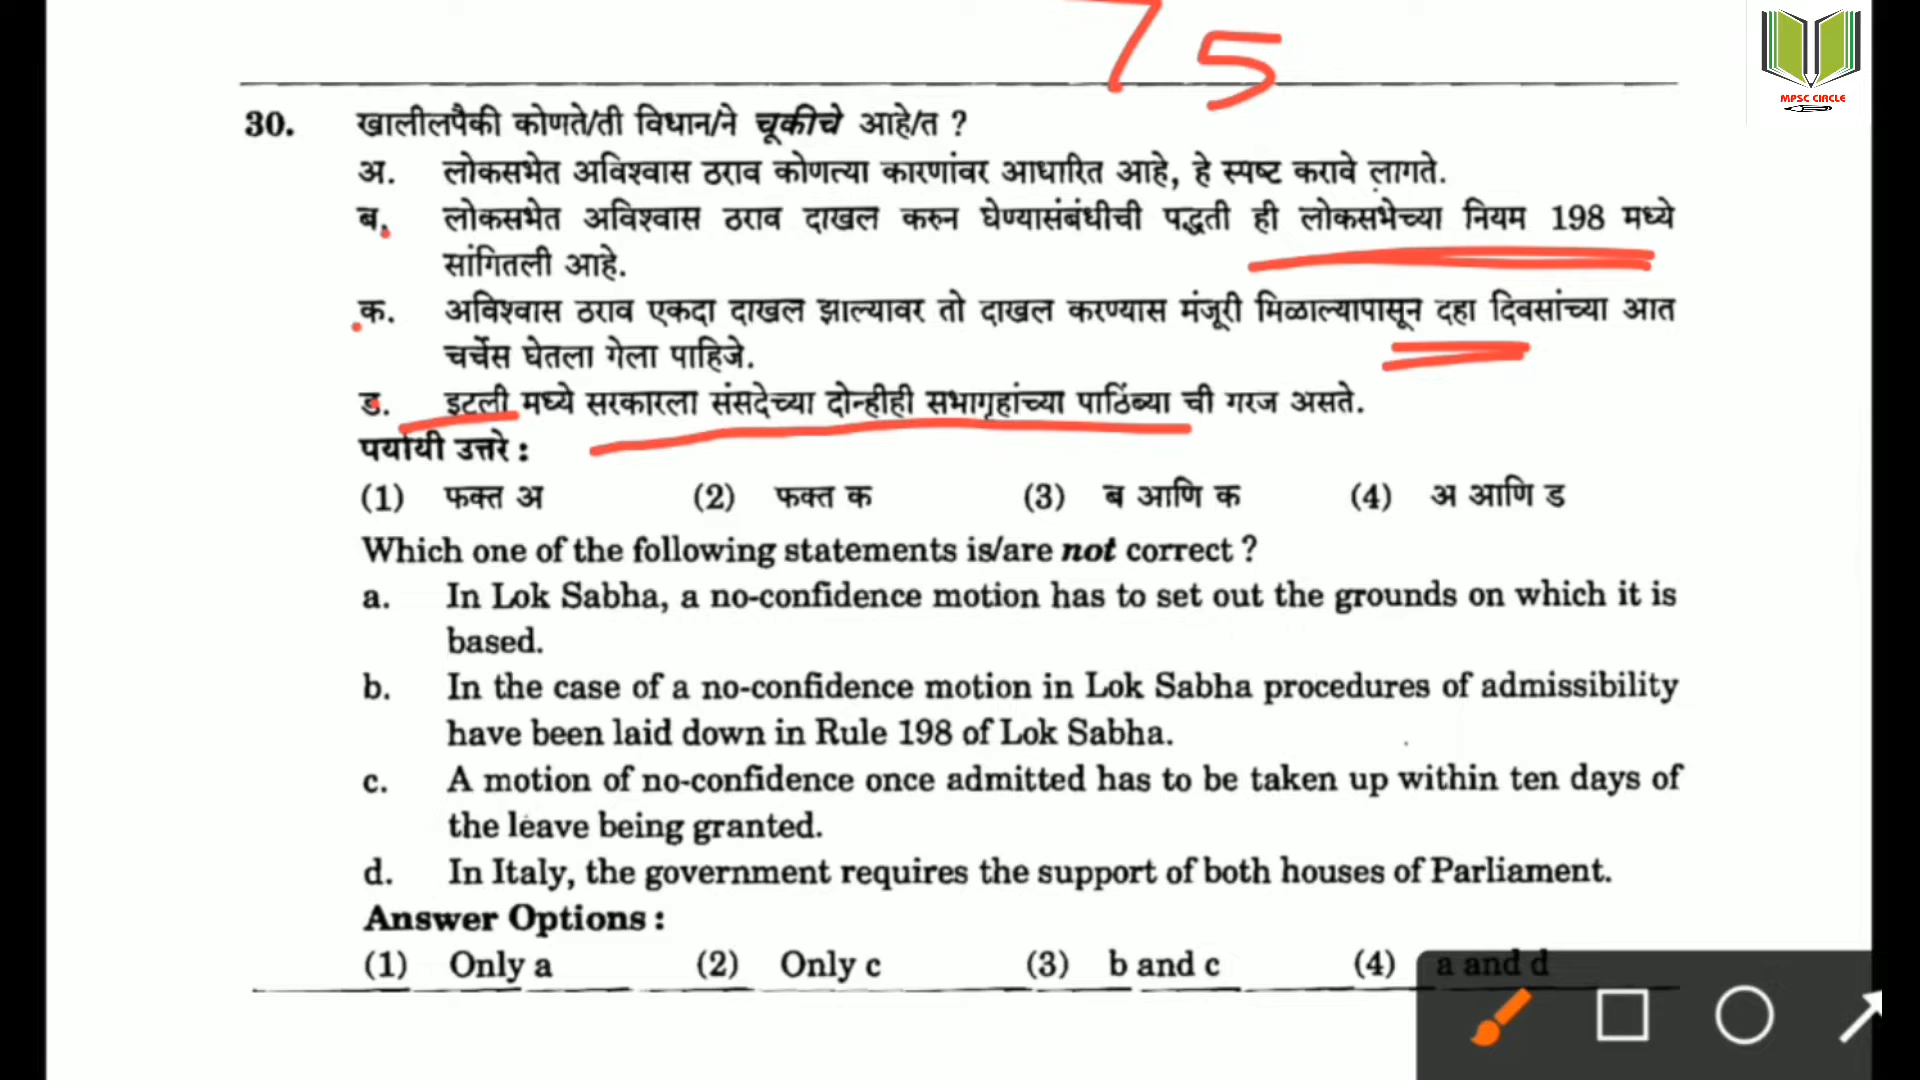 75
MPSC CIRCLE
30. खालीलपैकी कोणते/ती विधान/ने चूकीचे आहे/त ?
अ. लोकसभेत अविश्वास ठराव कोणत्या कारणांवर आधारित आहे, हे स्पष्ट करावे लागते.
ब. लोकसभेत अविश्वास ठराव दाखल करुन घेण्यासंबंधीची पद्धती ही लोकसभेच्या नियम 198 मध्ये
सांगितली आहे.
क. अविश्वास ठराव एकदा दाखल झाल्यावर तो दाखल करण्यास मंजूरी मिळाल्यापासून दहा दिवसांच्या आत
चर्चेस घेतला गेला पाहिजे.
ड. इटली मध्ये सरकारला संसदेच्या दोन्हीही सभागृहांच्या पाठिंब्या ची गरज असते.
पर्यायी उत्तरे :
(1) फक्त अ (2) फक्त क (3) ब आणि क (4) अ आणि ड
Which one of the following statements is/are not correct ?
a. In Lok Sabha, a no-confidence motion has to set out the grounds on which it is
based.
b. In the case of a no-confidence motion in Lok Sabha procedures of admissibility
have been laid down in Rule 198 of Lok Sabha.
c. A motion of no-confidence once admitted has to be taken up within ten days of
the leave being granted.
d. In Italy, the government requires the support of both houses of Parliament.
Answer Options :
(1) Only a (2) Only c (3) b and c (4) a and d